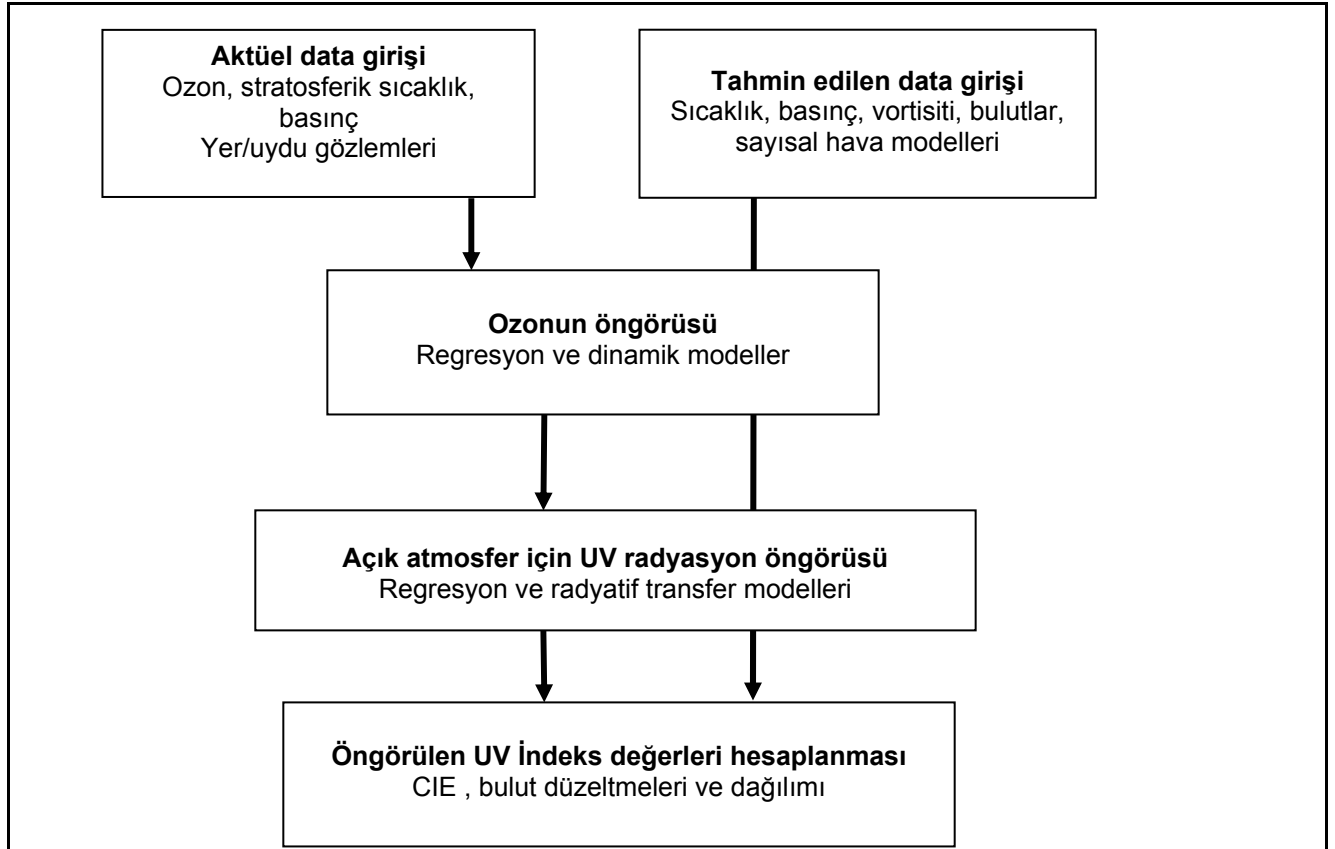 Aktüel data girişi
Ozon, stratosferik sıcaklık,
basınç
Yer/uydu gözlemleri
Tahmin edilen data girişi
Sıcaklık, basınç, vortisiti, bulutlar,
sayısal hava modelleri
Ozonun öngörüsü
Regresyon ve dinamik modeller
Açık atmosfer için UV radyasyon öngörüsü
Regresyon ve radyatif transfer modelleri
Öngörülen UV İndeks değerleri hesaplanması
CIE , bulut düzeltmeleri ve dağılımı